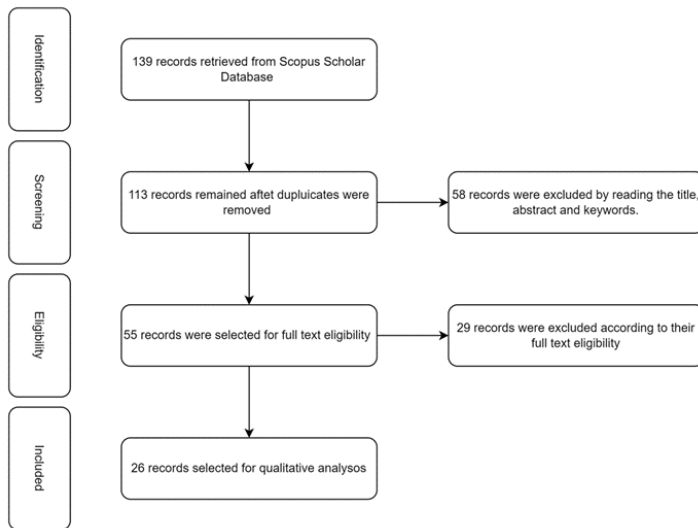 Identification
139 records retrieved from Scopus Scholar
Database
Screening
113 records remained aftet dupluicates were
removed
58 records were excluded by reading the title,
abstract and keywords.
Eligibility
55 records were selected for full text eligibility
29 records were excluded according to their
full text eligibility
Included
26 records selected for qualitative analysos